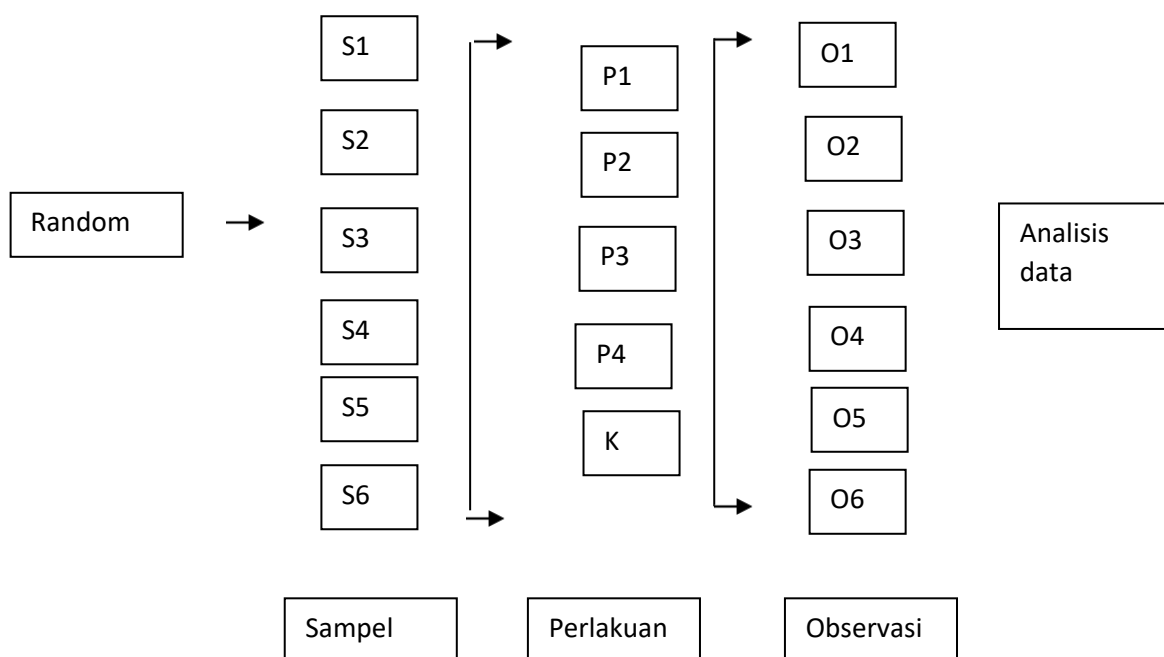 Random
S1
S2
S3
S4
S5
S6
P1
P2
P3
P4
K
O1
O2
O3
O4
O5
O6
Analisis
data
Sampel
Perlakuan
Observasi